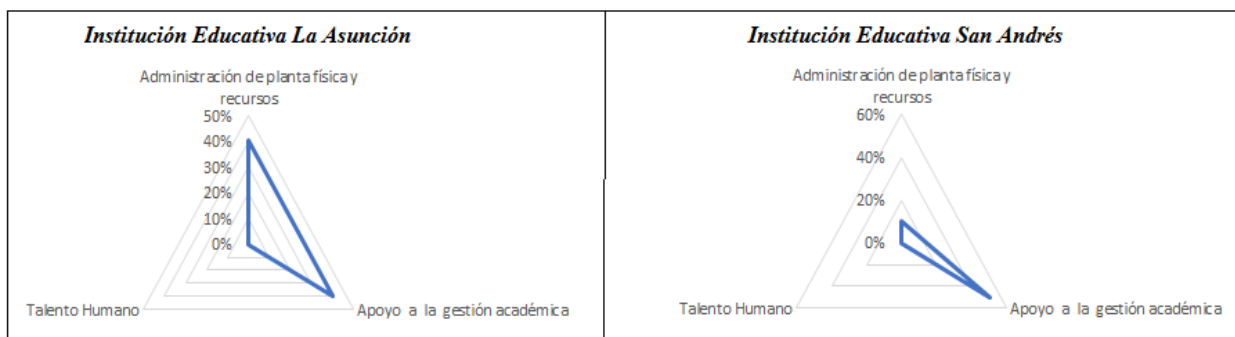 Institución Educativa La Asunción
Administración de planta física y
recursos
50%
40%
30%
20%
10%
0%
Talento Humano
Apoyo a la gestión académica
Institución Educativa San Andrés
Administración de planta física y
recursos
60%
40%
20%
0%
Talento Humano
Apoyo a la gestión académica